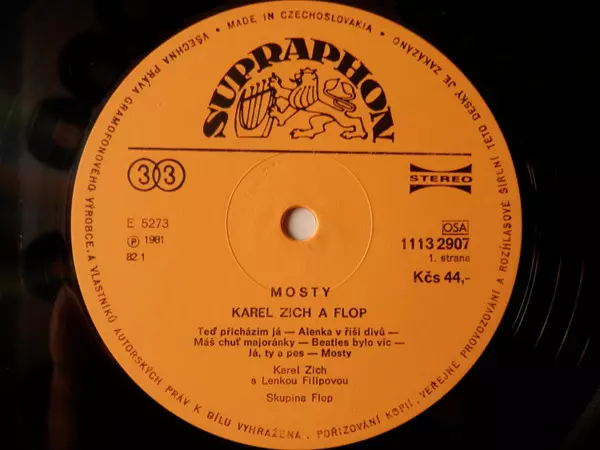 VŠECHNA PRÁVA GRAMOFONOVÉHO VÝROBCE, A VLASTNÍKŮ AUTORSKÝCH PRÁV K DÍLU VYHRAŽENA. POŘIZOVÁNÍ KOPIÍ, VEŘEJNÉ PROVOZOVÁNÍ A ROZHLASOVÉ ŠÍŘENÍ TÉTO DESKY JE ZAKÁZÁNO • MADE IN CZECHOSLOVAKIA •
SUPRAPHON
33
STEREO
E 5273
Ⓟ 1981
82 1
OSA
1113 2907
1. strana
Kčs 44,-
MOSTY
KAREL ZICH A FLOP
Teď přicházím já — Alenka v říši divů —
Máš chuť majoránky — Beatles bylo víc —
Já, ty a pes — Mosty
Karel Zich
s Lenkou Filipovou
Skupina Flop